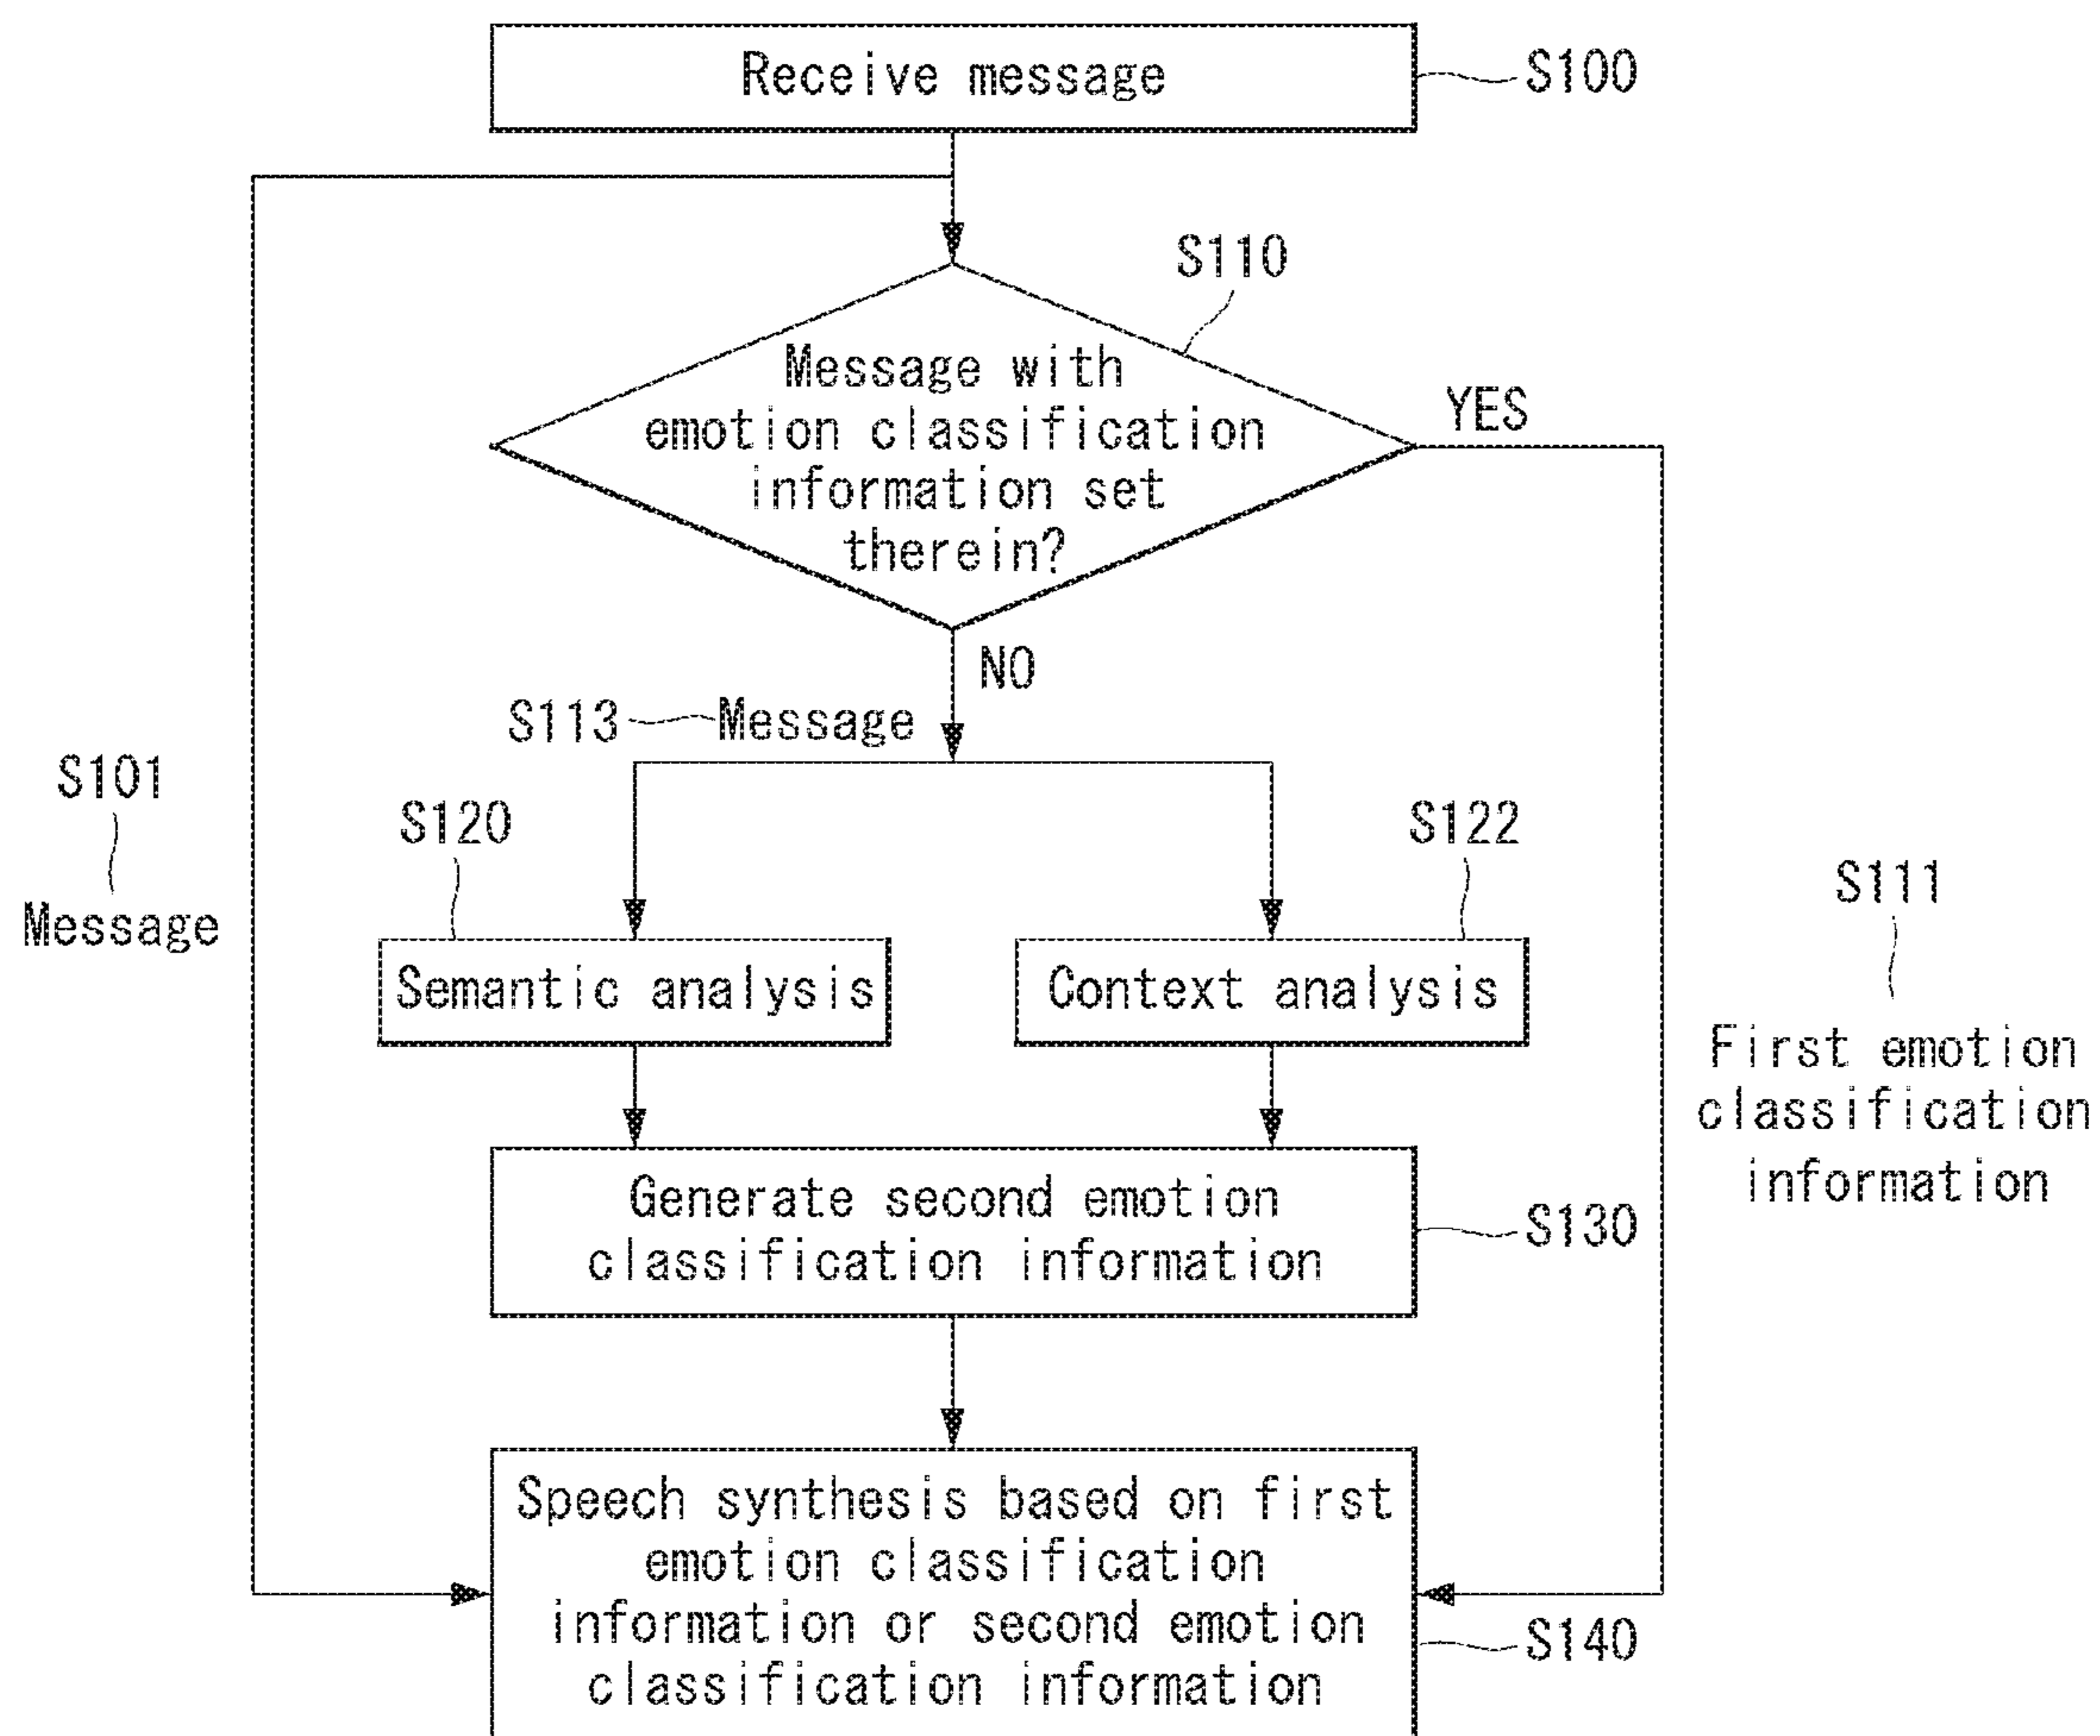 Receive message
S100
S110
Message with
emotion classification
information set
therein?
YES
NO
S113
Message
S101
Message
S120
S122
S111
First emotion
classification
information
Semantic analysis
Context analysis
Generate second emotion
classification information
S130
Speech synthesis based on first
emotion classification
information or second emotion
classification information
S140